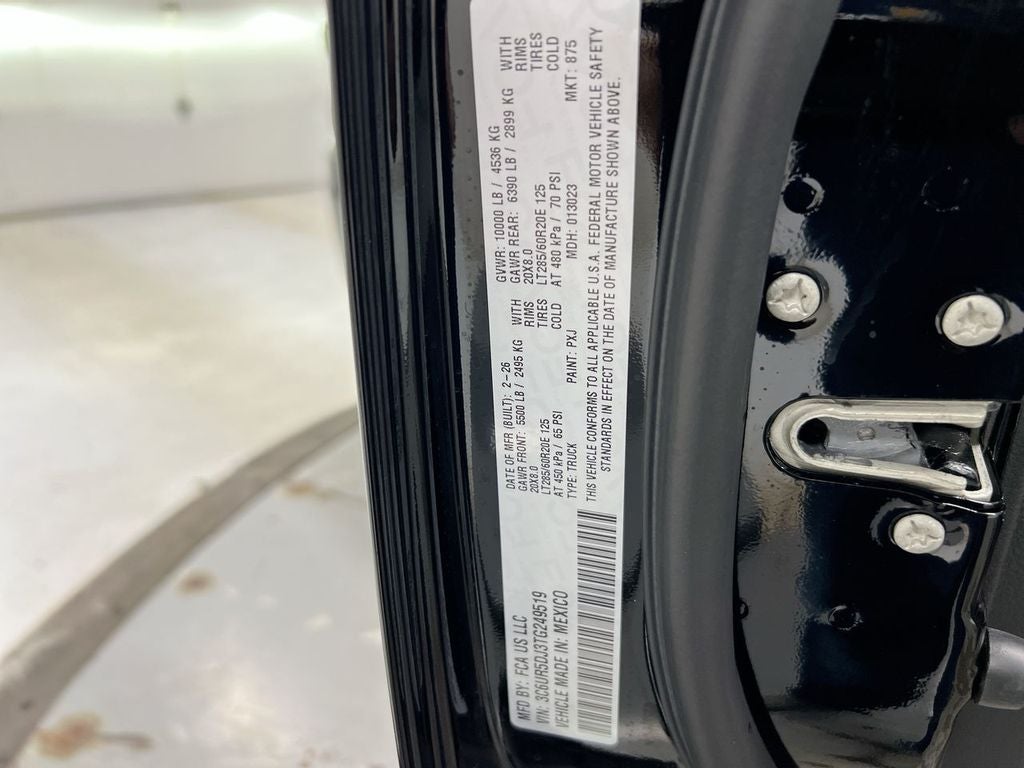 MFD BY: FCA US LLC
VIN: 3C6UR5DJ3TG249519
VEHICLE MADE IN: MEXICO
DATE OF MFR (BUILT): 2-26
GAWR FRONT: 5500 LB / 2495 KG WITH
20X8.0 RIMS
LT285/60R20E 125 TIRES
AT 450 kPa / 65 PSI COLD
TYPE: TRUCK PAINT: PXJ
GVWR: 10000 LB / 4536 KG
GAWR REAR: 6390 LB / 2899 KG WITH
20X8.0 RIMS
LT285/60R20E 125 TIRES
AT 480 kPa / 70 PSI COLD
MDH: 013023 MKT: 875
THIS VEHICLE CONFORMS TO ALL APPLICABLE U.S.A. FEDERAL MOTOR VEHICLE SAFETY
STANDARDS IN EFFECT ON THE DATE OF MANUFACTURE SHOWN ABOVE.